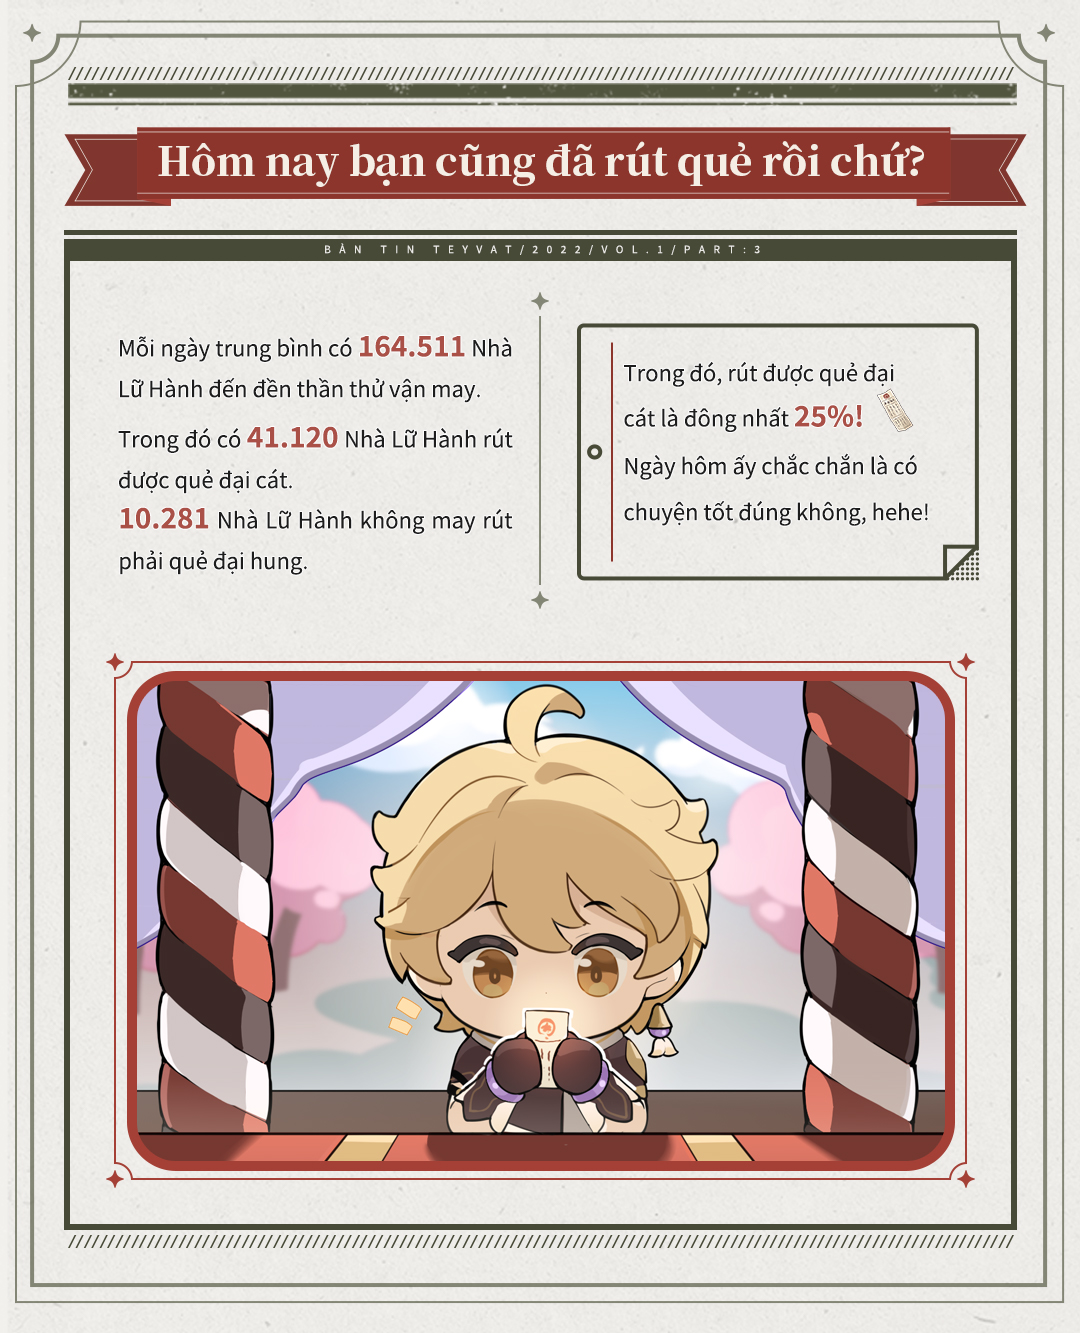 Hôm nay bạn cũng đã rút quẻ rồi chứ?
BẢN TIN TEYVAT/2022/VOL.1/PART:3
Mỗi ngày trung bình có 164.511 Nhà
Lữ Hành đến đền thần thử vận may.
Trong đó có 41.120 Nhà Lữ Hành rút
được quẻ đại cát.
10.281 Nhà Lữ Hành không may rút
phải quẻ đại hung.
Trong đó, rút được quẻ đại
cát là đông nhất 25%!
Ngày hôm ấy chắc chắn là có
chuyện tốt đúng không, hehe!